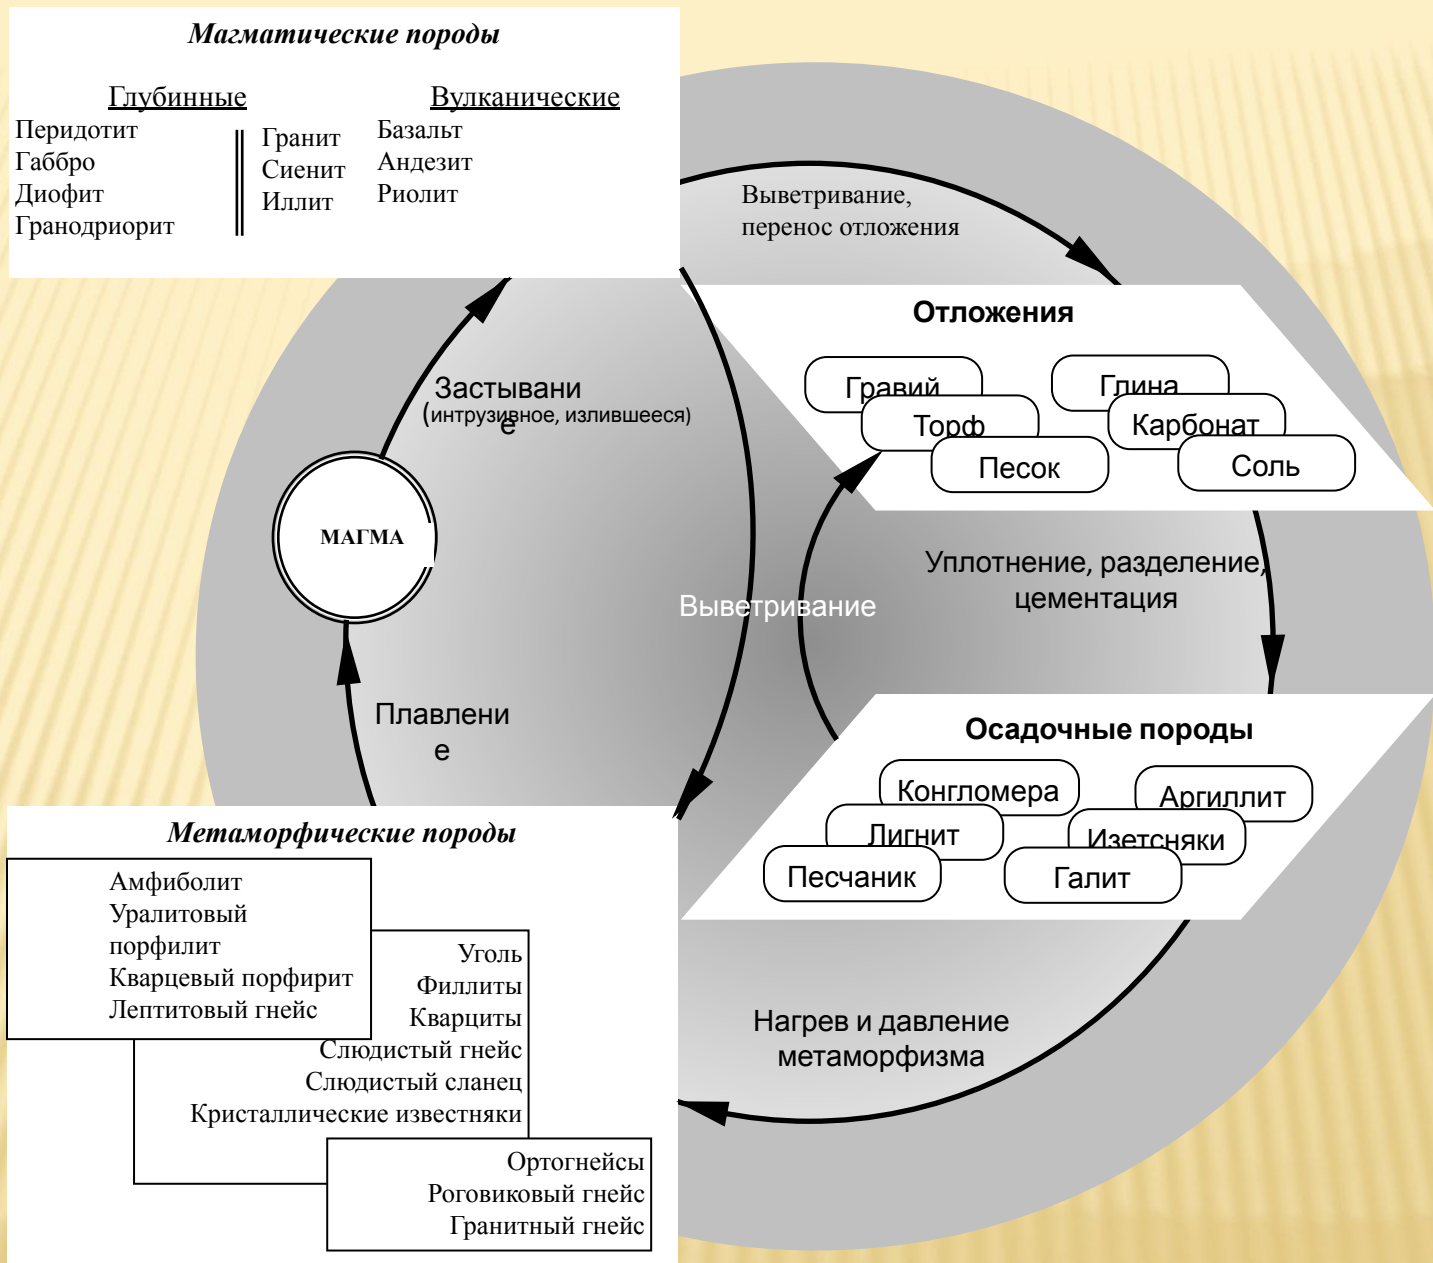 Магматические породы
Глубинные
Вулканические
Перидотит
Габбро
Диофит
Гранодриорит
Гранит
Сиенит
Иллит
Базальт
Андезит
Риолит
Выветривание,
перенос отложения
Отложения
Гравий
Торф
Песок
Глина
Карбонат
Соль
Застывани
е
(интрузивное, излившееся)
МАГМА
Выветривание
Уплотнение, разделение,
цементация
Плавлени
е
Осадочные породы
Конгломера
Лигнит
Песчаник
Аргиллит
Изетсняки
Галит
Метаморфические породы
Амфиболит
Уралитовый
порфилит
Кварцевый порфирит
Лептитовый гнейс
Уголь
Филлиты
Кварциты
Слюдистый гнейс
Слюдистый сланец
Кристаллические известняки
Ортогнейсы
Роговиковый гнейс
Гранитный гнейс
Нагрев и давление
метаморфизма